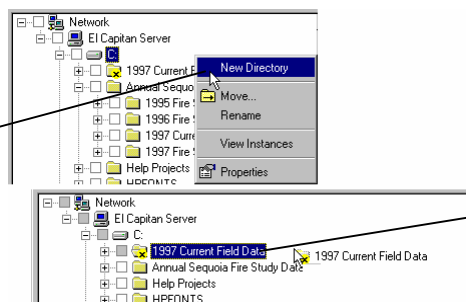 Network
El Capitan Server
C:
1997 Current F
New Directory
Annual Sequo
Move...
1995 Fire
Rename
1996 Fire
1997 Curre
View Instances
1997 Fire
Help Projects
Properties
HPFONTS
Network
El Capitan Server
C:
1997 Current Field Data
1997 Current Field Data
Annual Sequoia Fire Study Data
Help Projects
HPFONTS